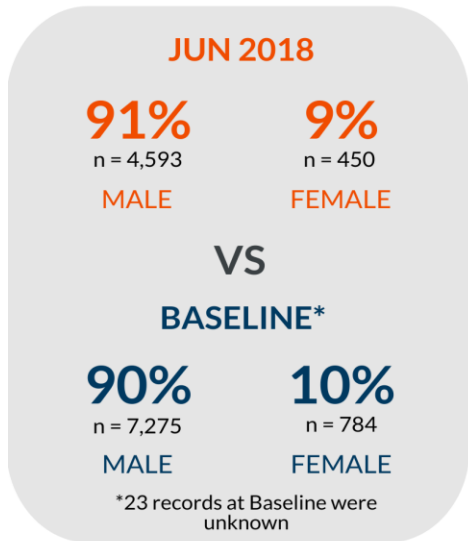 JUN 2018
91% 9%
n = 4,593 n = 450
MALE FEMALE
VS
BASELINE*
90% 10%
n = 7,275 n = 784
MALE FEMALE
*23 records at Baseline were
unknown